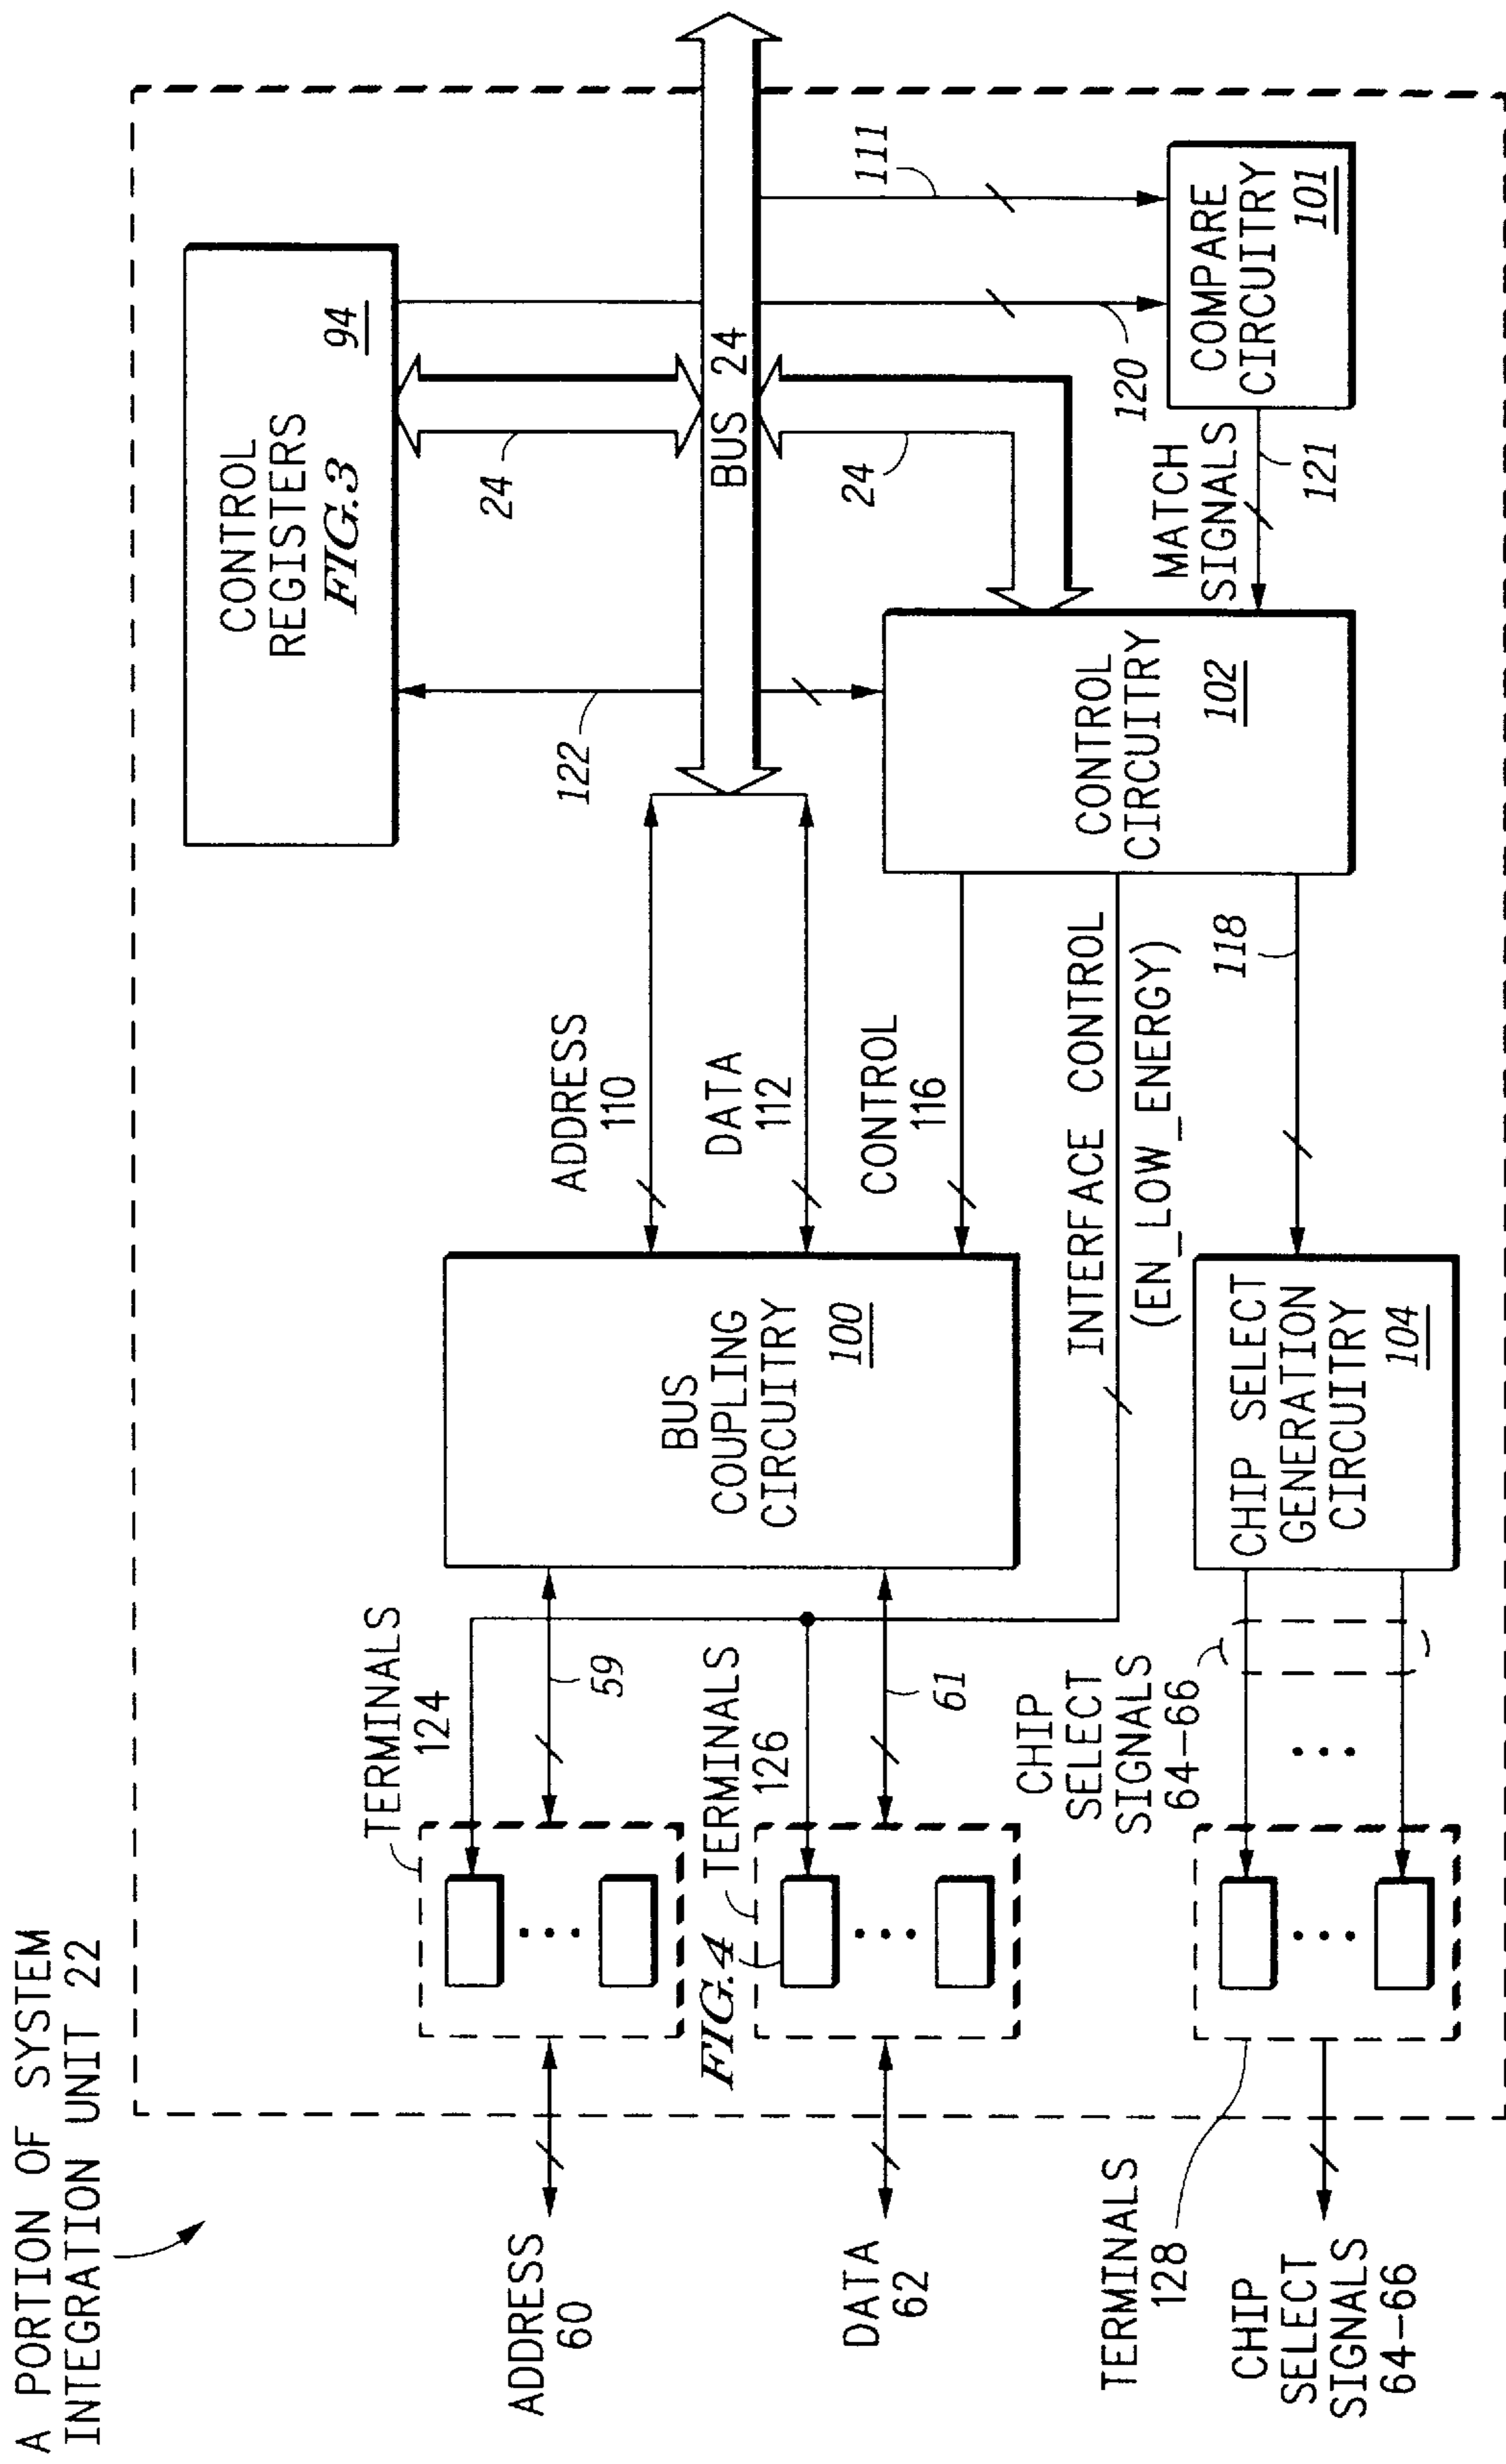 A PORTION OF SYSTEM
INTEGRATION UNIT 22
ADDRESS
60
DATA
62
TERMINALS
128
CHIP
SELECT
SIGNALS
64-66
TERMINALS
124
59
FIG.4
TERMINALS
126
61
CHIP
SELECT
SIGNALS
64-66
BUS
COUPLING
CIRCUITRY
100
CHIP SELECT
GENERATION
CIRCUITRY
104
ADDRESS
110
DATA
112
CONTROL
116
INTERFACE CONTROL
(EN_LOW_ENERGY)
118
CONTROL
REGISTERS
FIG.3
94
122
24
BUS 24
24
CONTROL
CIRCUITRY
102
MATCH
SIGNALS
121
120
111
COMPARE
CIRCUITRY
101